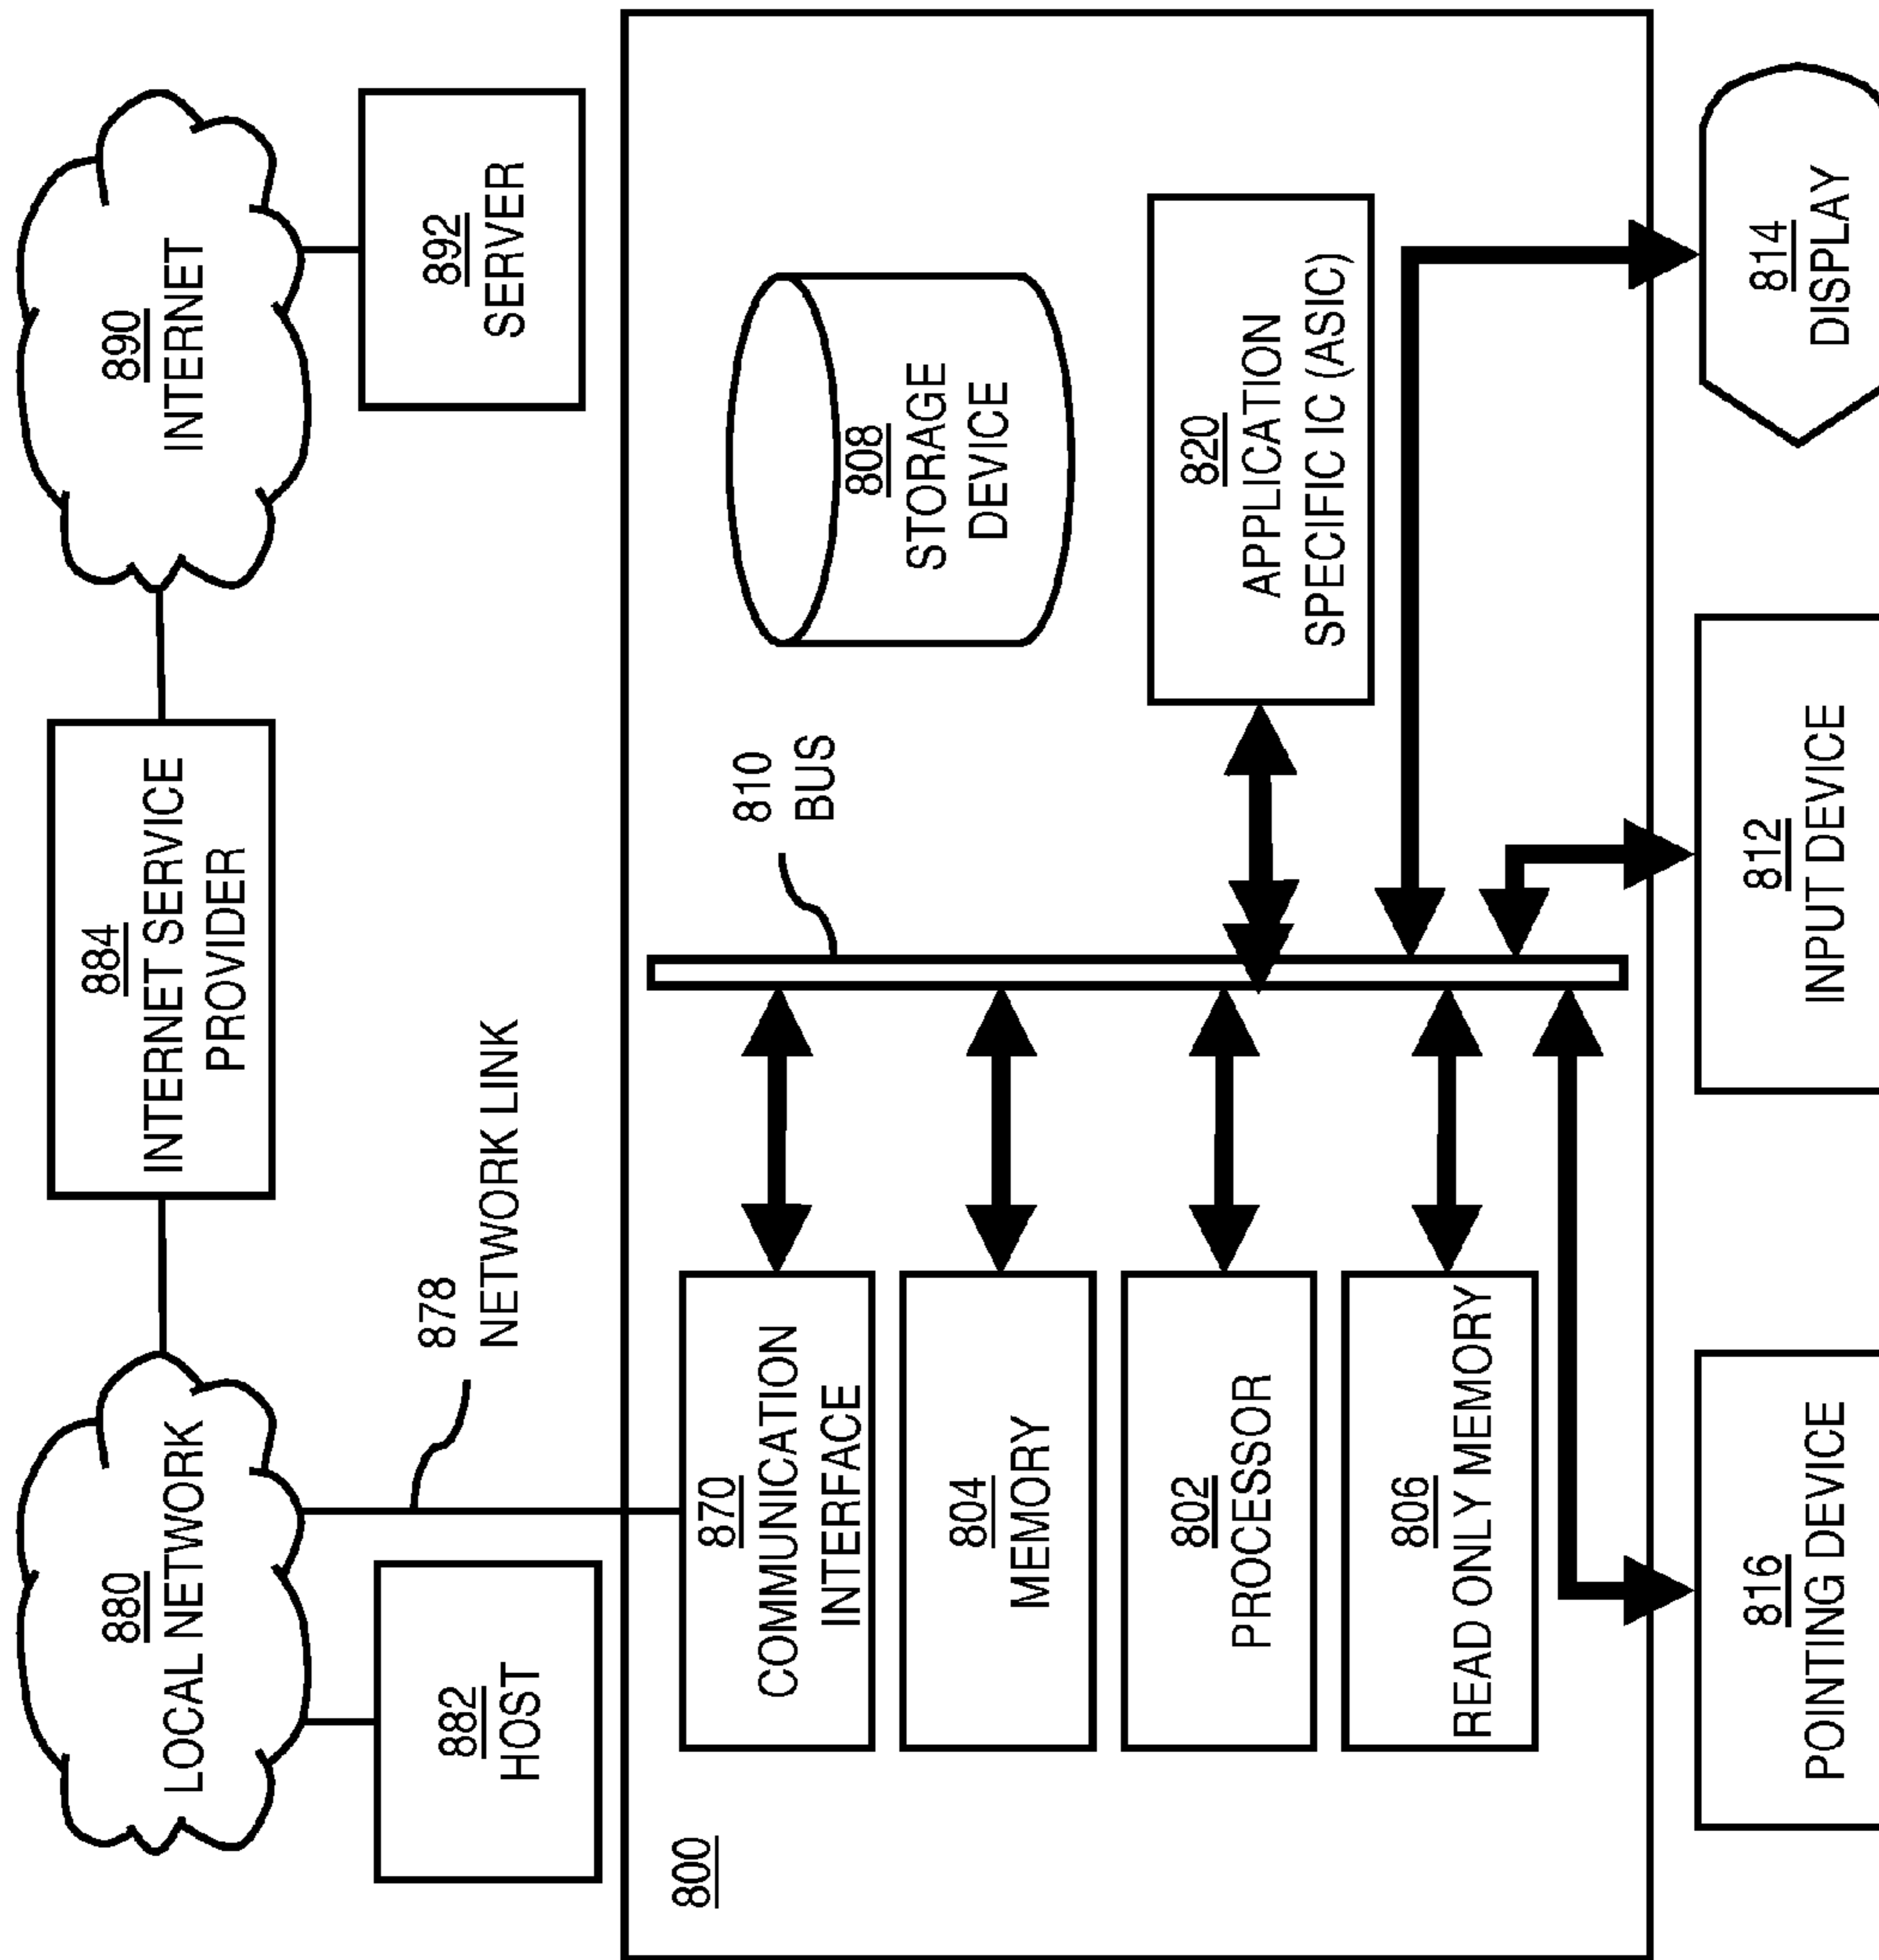 880
LOCAL NETWORK
884
INTERNET SERVICE
PROVIDER
890
INTERNET
882
HOST
878
NETWORK LINK
892
SERVER
800
870
COMMUNICATION
INTERFACE
810
BUS
808
STORAGE
DEVICE
804
MEMORY
802
PROCESSOR
820
APPLICATION
SPECIFIC IC (ASIC)
806
READ ONLY MEMORY
816
POINTING DEVICE
812
INPUT DEVICE
814
DISPLAY